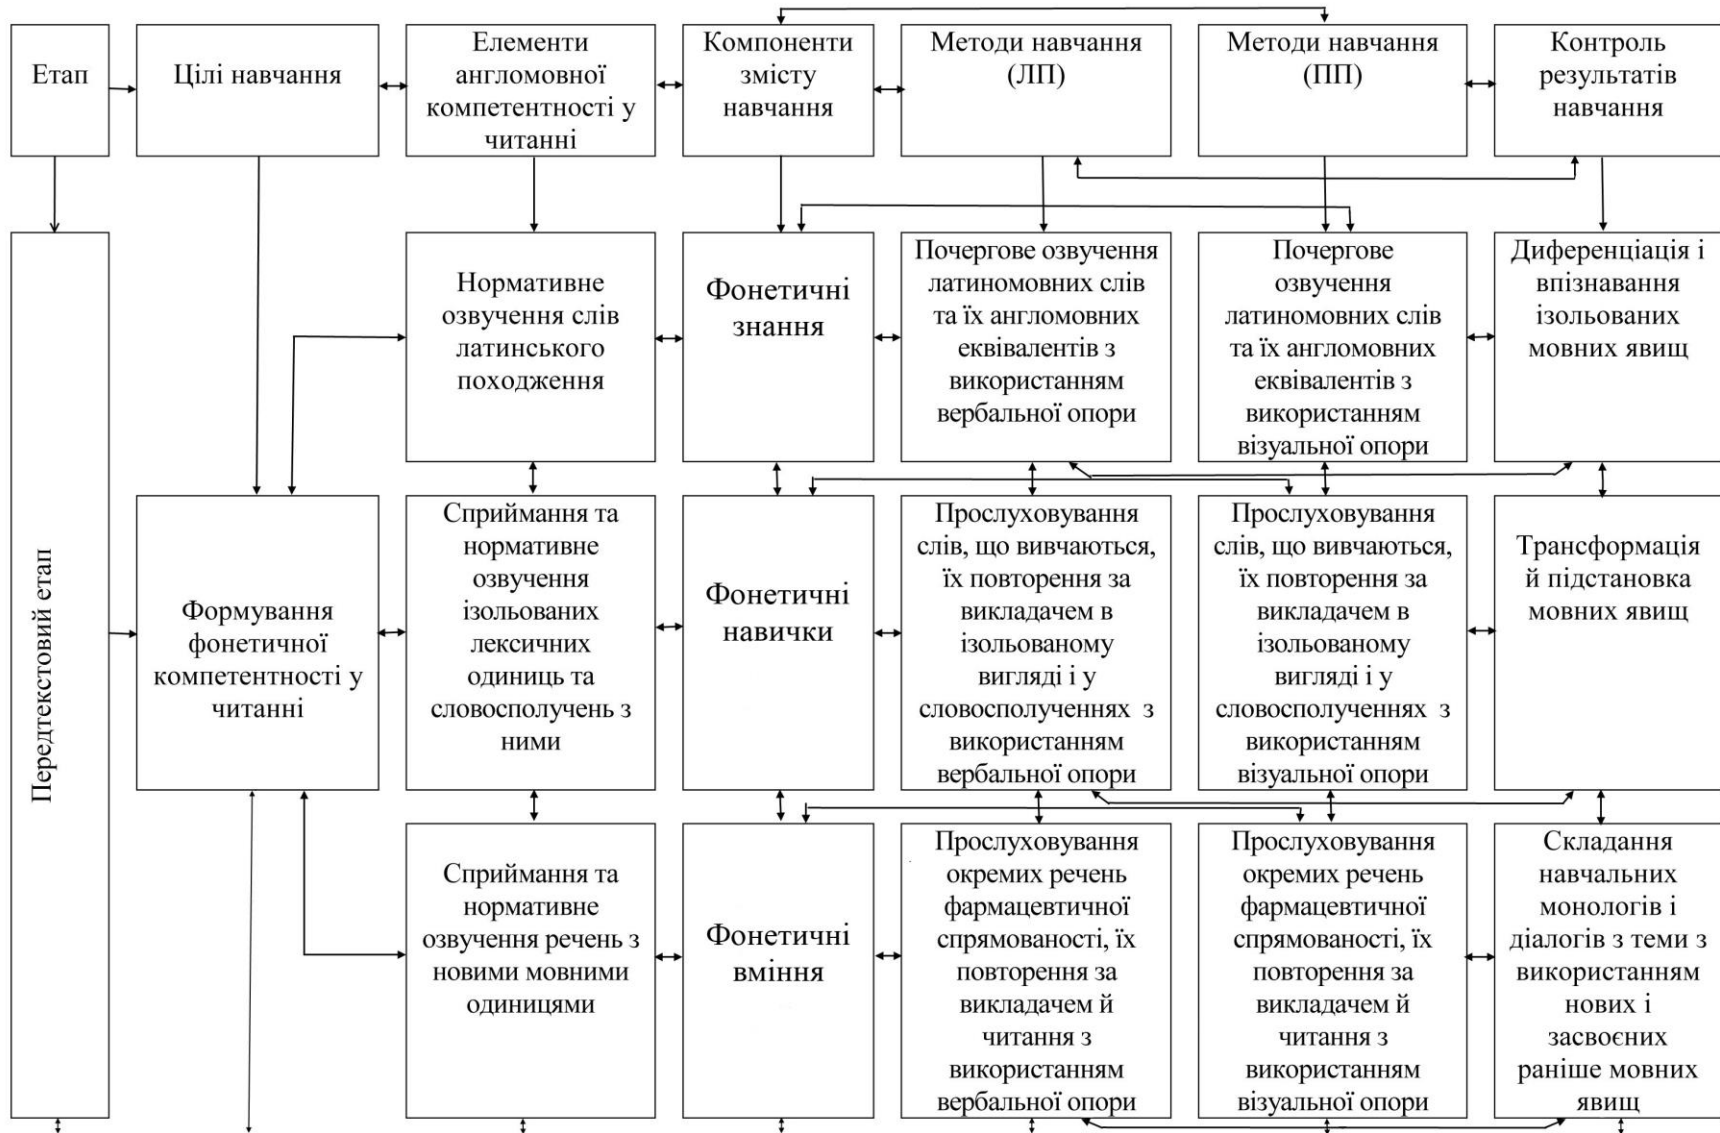 Етап
Цілі навчання
Елементи
англомовної
компетентності у
читанні
Компоненти
змісту
навчання
Методи навчання
(ЛП)
Методи навчання
(ПП)
Контроль
результатів
навчання
Передтекстовий етап
Формування
фонетичної
компетентності у
читанні
Нормативне
озвучення слів
латинського
походження
Фонетичні
знання
Почергове озвучення
латиномовних слів
та їх англомовних
еквівалентів з
використанням
вербальної опори
Почергове
озвучення
латиномовних слів
та їх англомовних
еквівалентів з
використанням
візуальної опори
Диференціація і
впізнавання
ізольованих
мовних явищ
Сприймання та
нормативне
озвучення
ізольованих
лексичних
одиниць та
словосполучень з
ними
Фонетичні
навички
Прослуховування
слів, що вивчаються,
їх повторення за
викладачем в
ізольованому
вигляді і у
словосполученнях з
використанням
вербальної опори
Прослуховування
слів, що вивчаються,
їх повторення за
викладачем в
ізольованому
вигляді і у
словосполученнях з
використанням
візуальної опори
Трансформація
й підстановка
мовних явищ
Сприймання та
нормативне
озвучення речень з
новими мовними
одиницями
Фонетичні
вміння
Прослуховування
окремих речень
фармацевтичної
спрямованості, їх
повторення за
викладачем й
читання з
використанням
вербальної опори
Прослуховування
окремих речень
фармацевтичної
спрямованості, їх
повторення за
викладачем й
читання з
використанням
візуальної опори
Складання
навчальних
монологів і
діалогів з теми з
використанням
нових і
засвоєних
раніше мовних
явищ